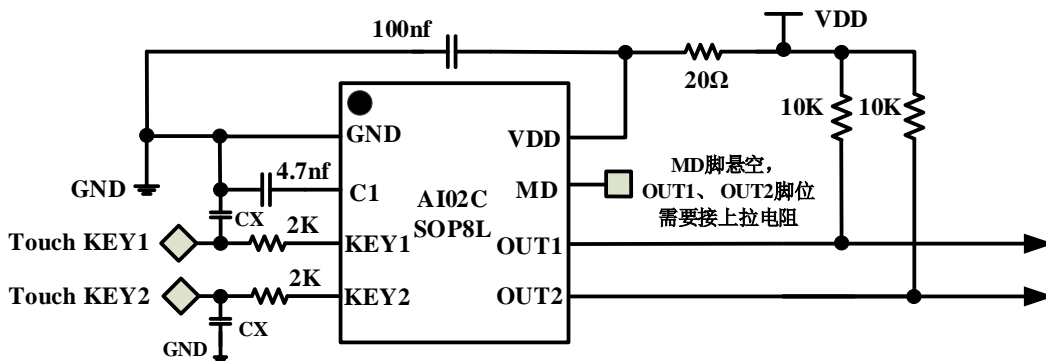 VDD
100nf
20Ω
10K
10K
GND
VDD
4.7nf
MD脚悬空，
GND
C1
AI02C
MD
OUT1、OUT2脚位
SOP8L
需要接上拉电阻
CX
2K
Touch KEY1
KEY1
OUT1
2K
Touch KEY2
KEY2
OUT2
CX
GND